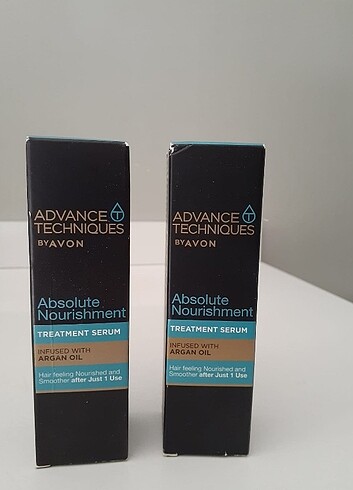 ADVANCE
TECHNIQUES
BY AVON
Absolute
Nourishment
TREATMENT SERUM
INFUSED WITH
ARGAN OIL
Hair feeling Nourished and
Smoother after Just 1 Use
ADVANCE
TECHNIQUES
BY AVON
Absolute
Nourishment
TREATMENT SERUM
INFUSED WITH
ARGAN OIL
Hair feeling Nourished and
Smoother after Just 1 Use